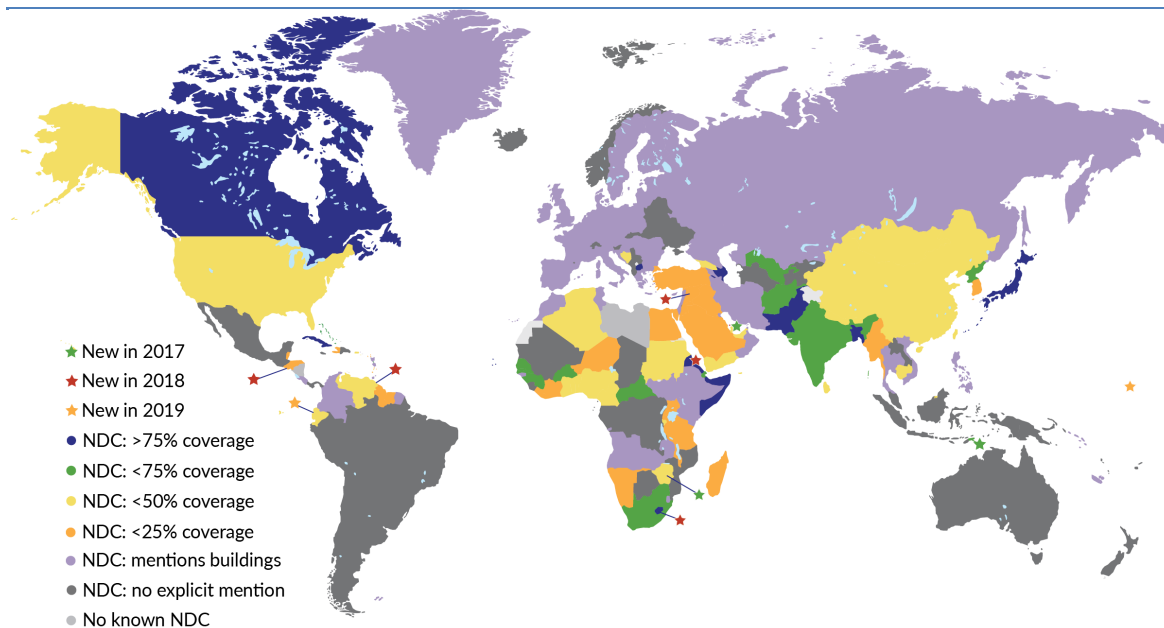 New in 2017
New in 2018
New in 2019
NDC: >75% coverage
NDC: <75% coverage
NDC: <50% coverage
NDC: <25% coverage
NDC: mentions buildings
NDC: no explicit mention
No known NDC